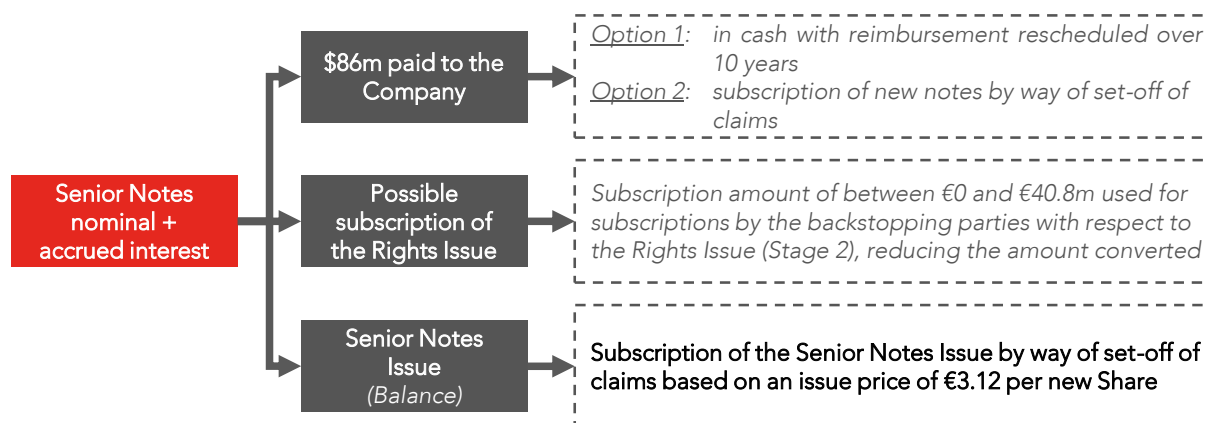 $86m paid to the
Company
Option 1: in cash with reimbursement rescheduled over
10 years
Option 2: subscription of new notes by way of set-off of
claims
Senior Notes
nominal +
accrued interest
Possible
subscription of
the Rights Issue
Subscription amount of between €0 and €40.8m used for
subscriptions by the backstopping parties with respect to
the Rights Issue (Stage 2), reducing the amount converted
Senior Notes
Issue
(Balance)
Subscription of the Senior Notes Issue by way of set-off of
claims based on an issue price of €3.12 per new Share